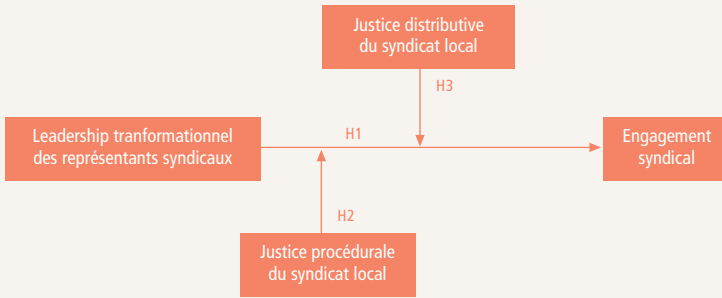 Justice distributive
du syndicat local
H3
Leadership tranformationnel
des représentants syndicaux
H1
Engagement
syndical
H2
Justice procédurale
du syndicat local